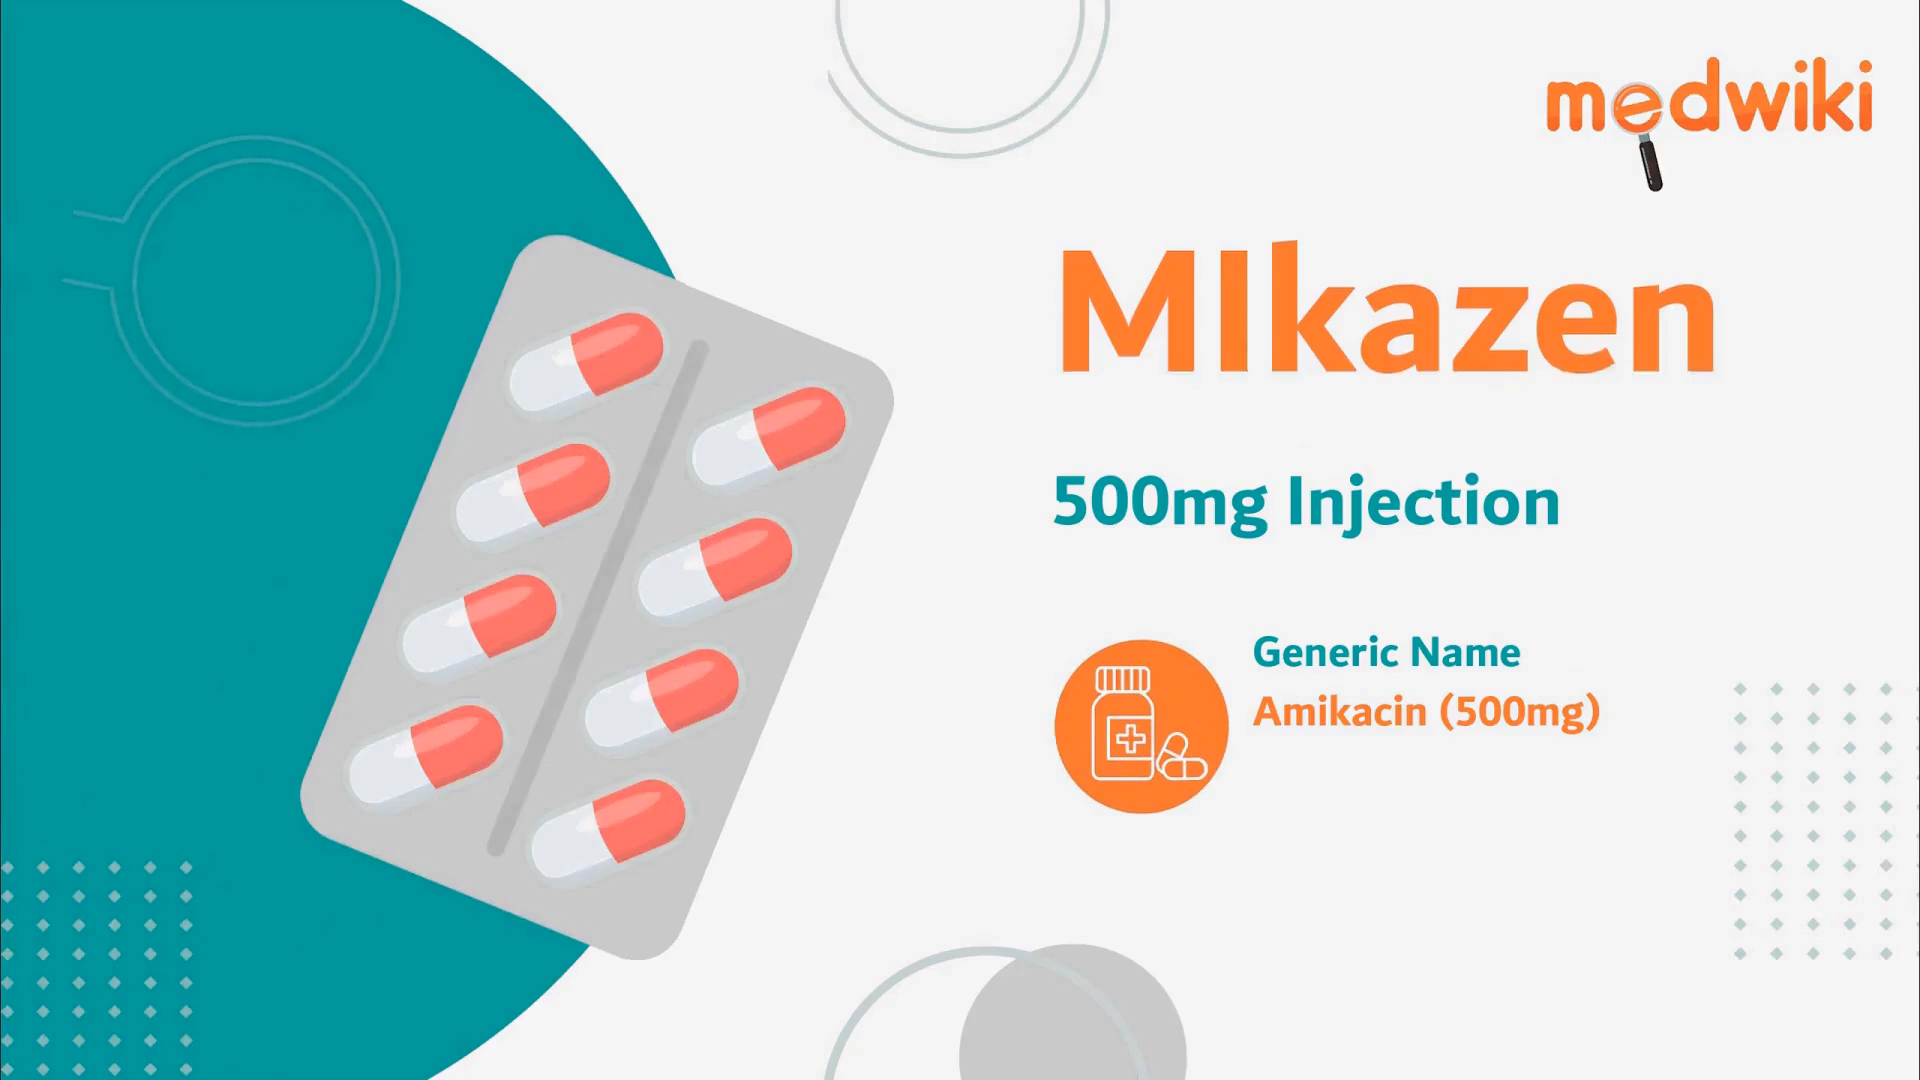 medwiki
MIkazen
500mg Injection
Generic Name
Amikacin (500mg)